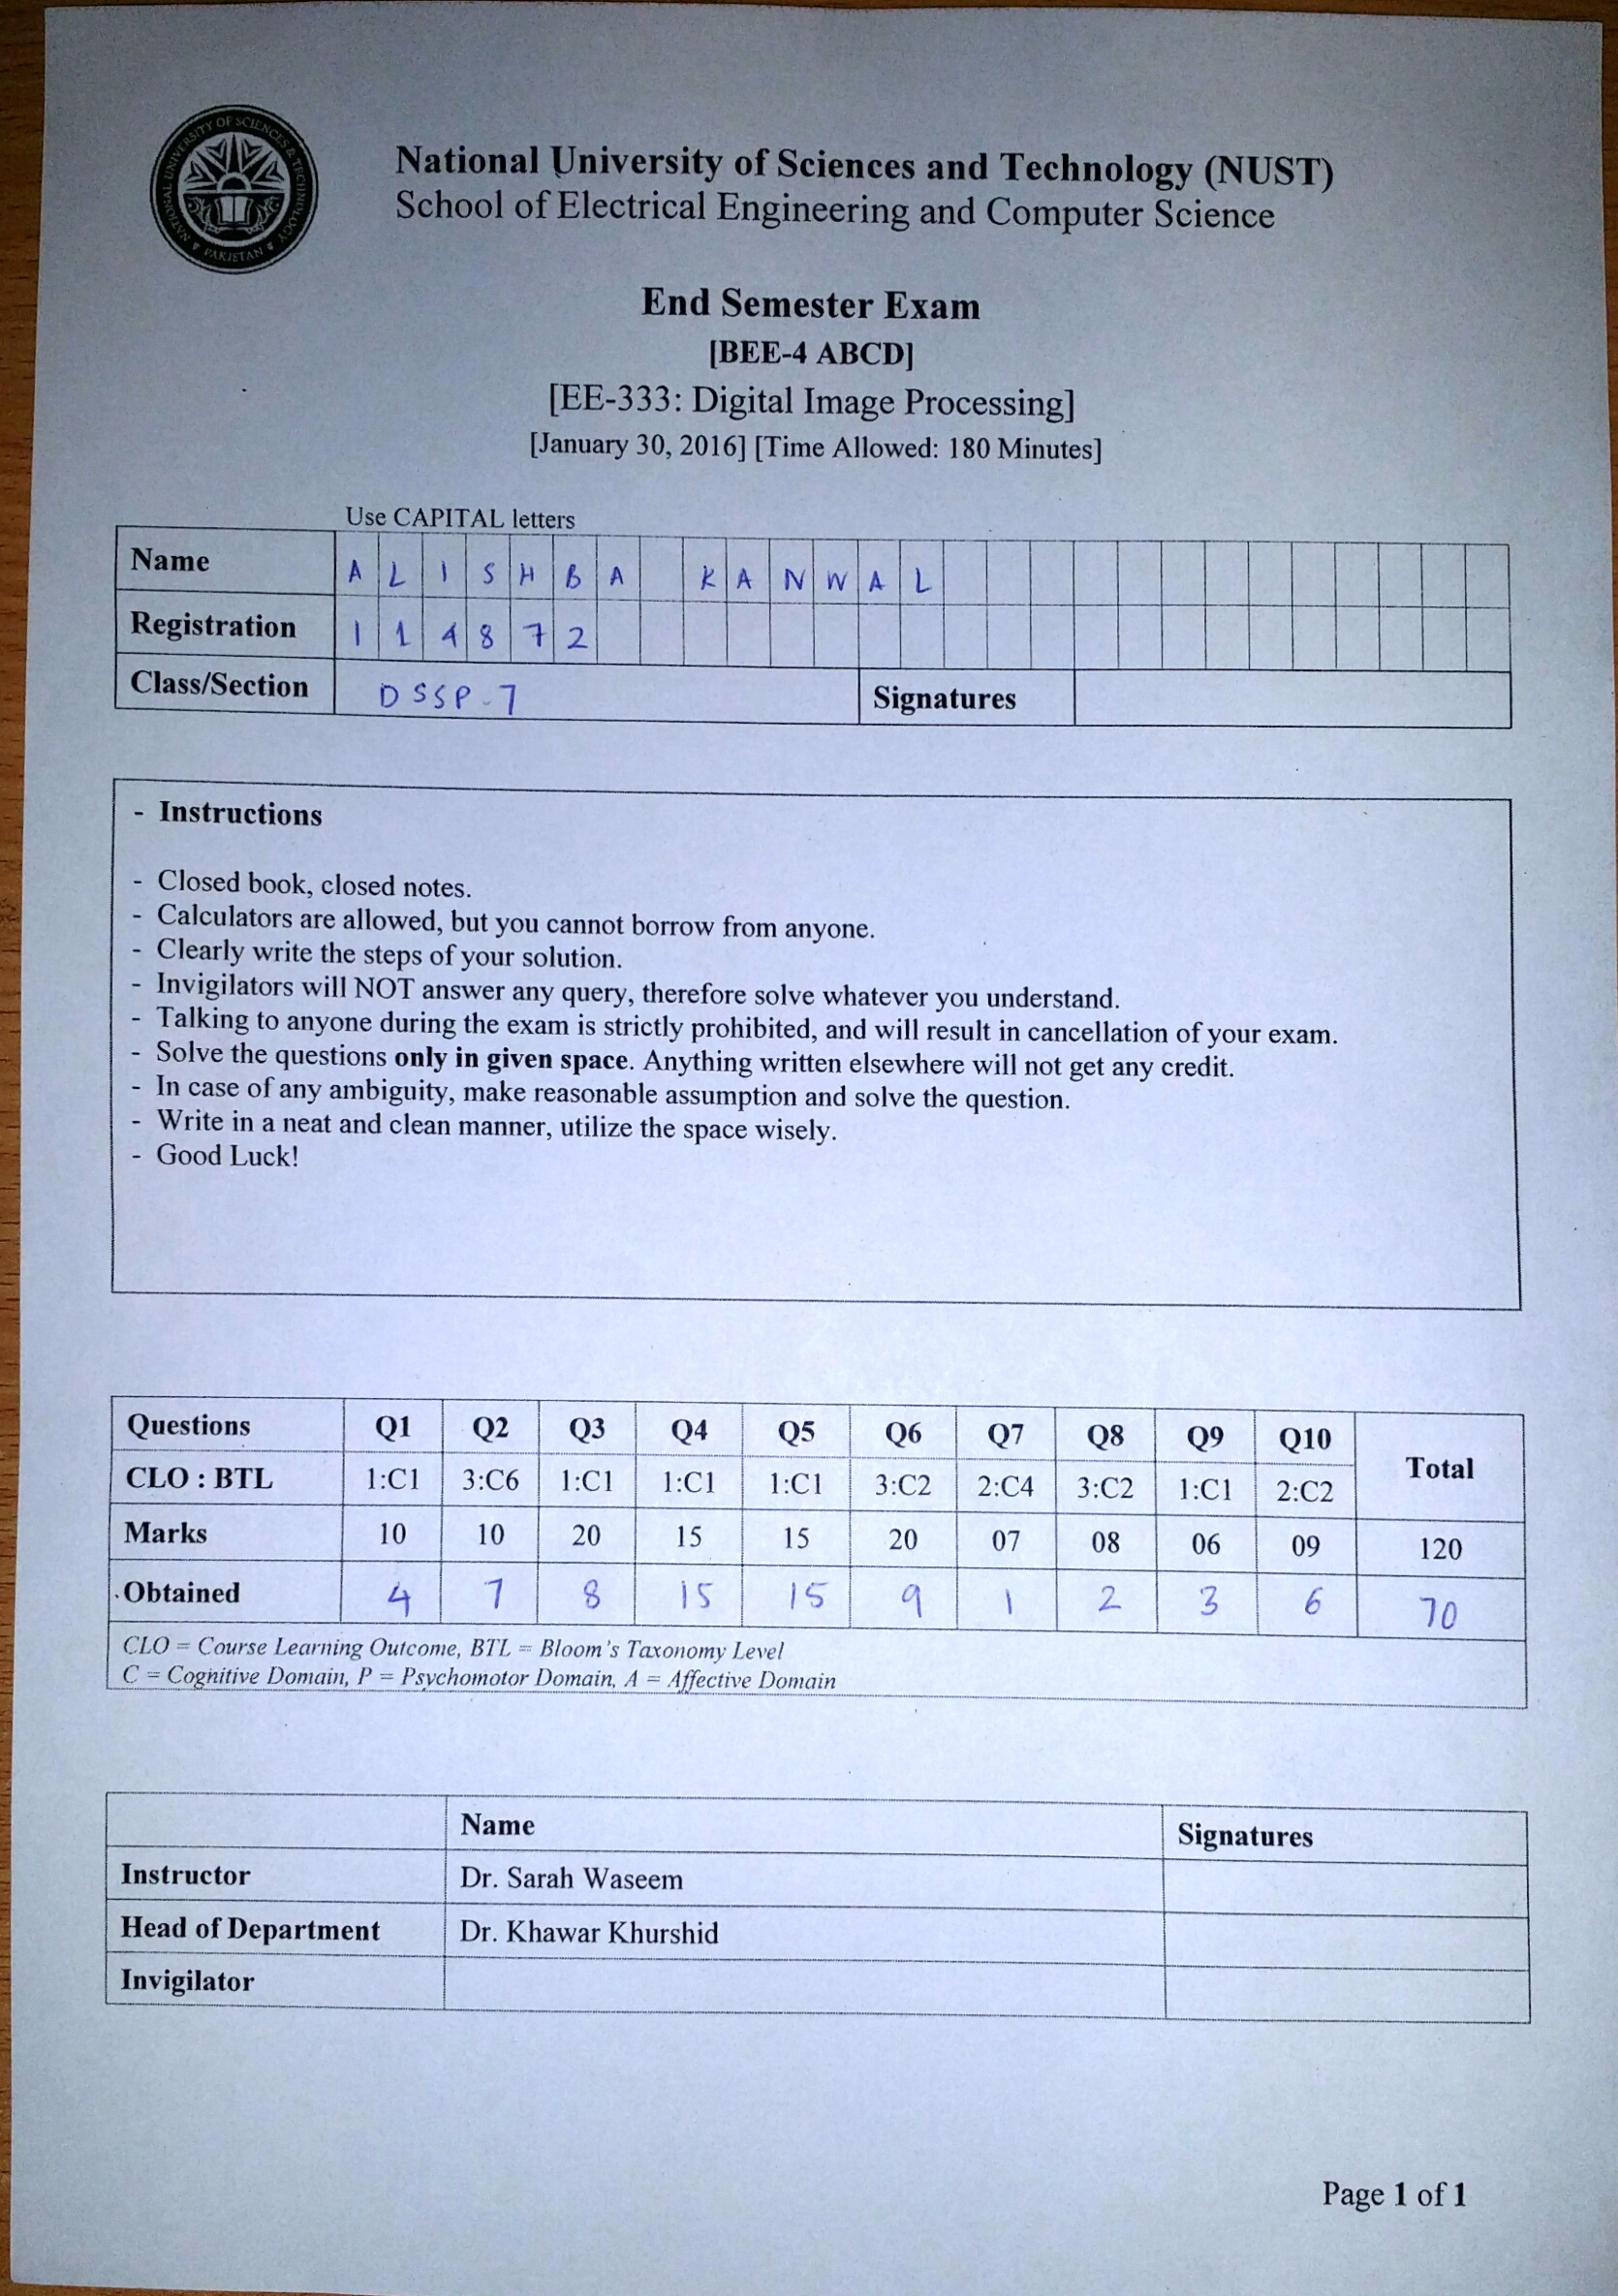 NATIONAL UNIVERSITY OF SCIENCES & TECHNOLOGY
PAKISTAN
National University of Sciences and Technology (NUST)
School of Electrical Engineering and Computer Science
End Semester Exam
[BEE-4 ABCD]
[EE-333: Digital Image Processing]
[January 30, 2016] [Time Allowed: 180 Minutes]
Use CAPITAL letters
Name ALISHBA KANWAL
Registration 114872
Class/Section DSSP-7 Signatures
- Instructions
- Closed book, closed notes.
- Calculators are allowed, but you cannot borrow from anyone.
- Clearly write the steps of your solution.
- Invigilators will NOT answer any query, therefore solve whatever you understand.
- Talking to anyone during the exam is strictly prohibited, and will result in cancellation of your exam.
- Solve the questions only in given space. Anything written elsewhere will not get any credit.
- In case of any ambiguity, make reasonable assumption and solve the question.
- Write in a neat and clean manner, utilize the space wisely.
- Good Luck!
Questions Q1 Q2 Q3 Q4 Q5 Q6 Q7 Q8 Q9 Q10 Total
CLO : BTL 1:C1 3:C6 1:C1 1:C1 1:C1 3:C2 2:C4 3:C2 1:C1 2:C2
Marks 10 10 20 15 15 20 07 08 06 09 120
Obtained 4 7 8 15 15 9 1 2 3 6 70
CLO = Course Learning Outcome, BTL = Bloom's Taxonomy Level
C = Cognitive Domain, P = Psychomotor Domain, A = Affective Domain
Name Signatures
Instructor Dr. Sarah Waseem
Head of Department Dr. Khawar Khurshid
Invigilator
Page 1 of 1